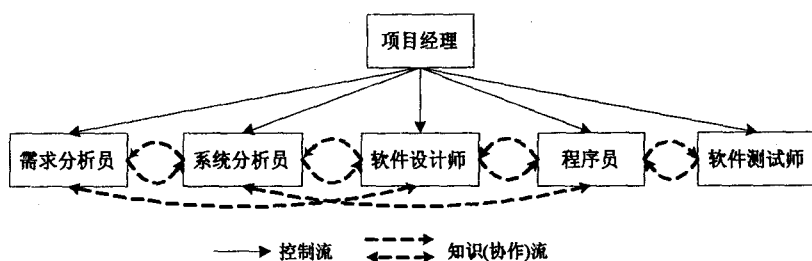 项目经理
需求分析员
系统分析员
软件设计师
程序员
软件测试师
控制流
知识(协作)流